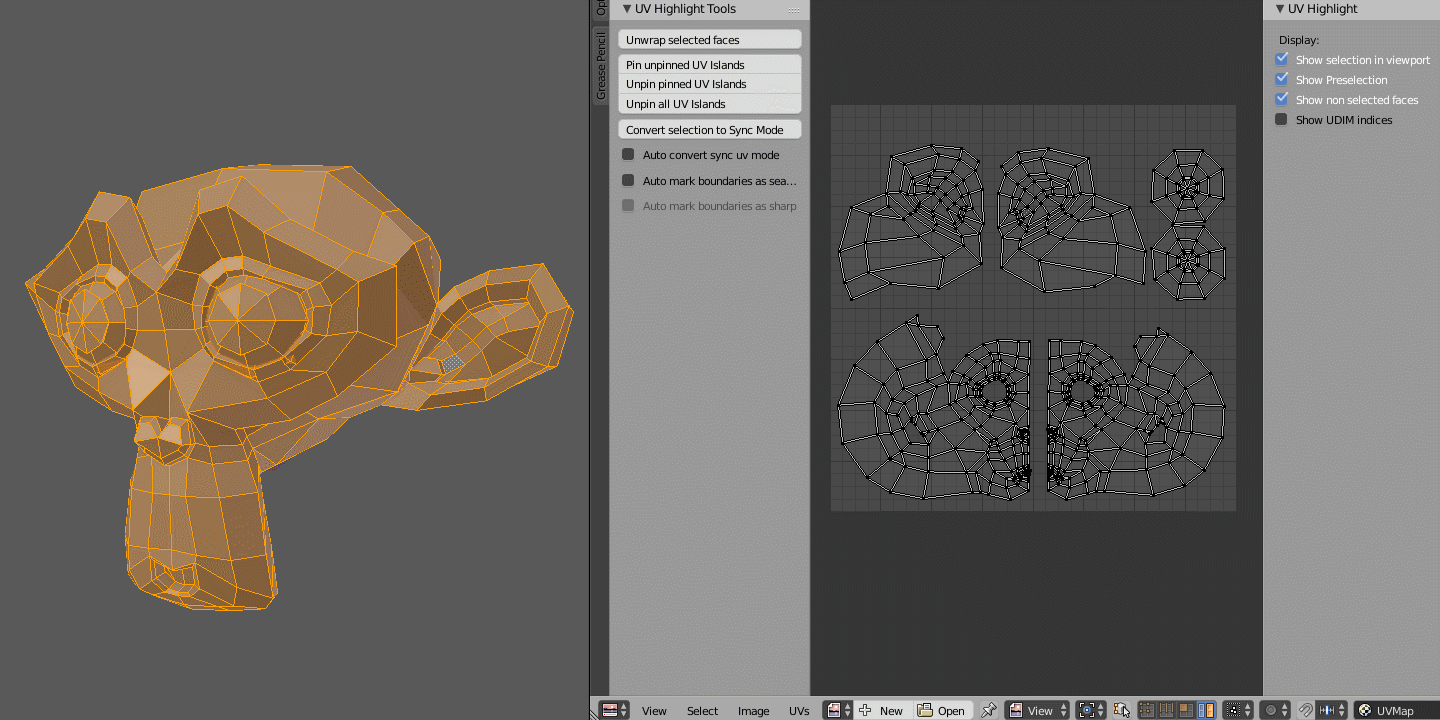 Grease Pencil
UV Highlight Tools
Unwrap selected faces
Pin unpinned UV Islands
Unpin pinned UV Islands
Unpin all UV Islands
Convert selection to Sync Mode
Auto convert sync uv mode
Auto mark boundaries as sea...
Auto mark boundaries as sharp
UV Highlight
Display:
Show selection in viewport
Show Preselection
Show non selected faces
Show UDIM indices
View Select Image UVs New Open View UVMap